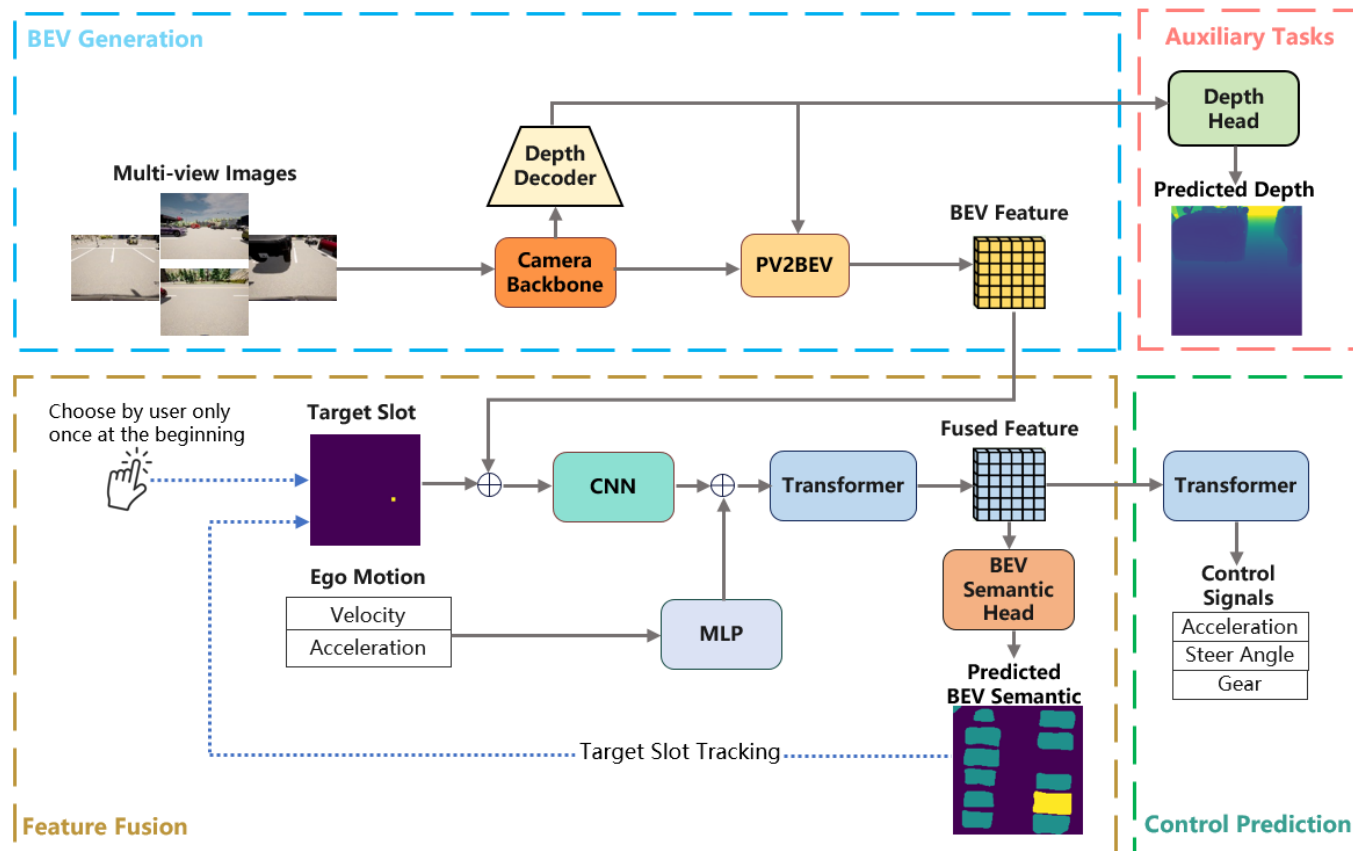 BEV Generation
Auxiliary Tasks
Depth
Head
Depth
Decoder
Multi-view Images
Predicted Depth
BEV Feature
Camera
Backbone
PV2BEV
Choose by user only
once at the beginning
Target Slot
Fused Feature
CNN
Transformer
Transformer
Ego Motion
Velocity
Acceleration
MLP
BEV
Semantic
Head
Control
Signals
Acceleration
Steer Angle
Gear
Predicted
BEV Semantic
Target Slot Tracking
Feature Fusion
Control Prediction